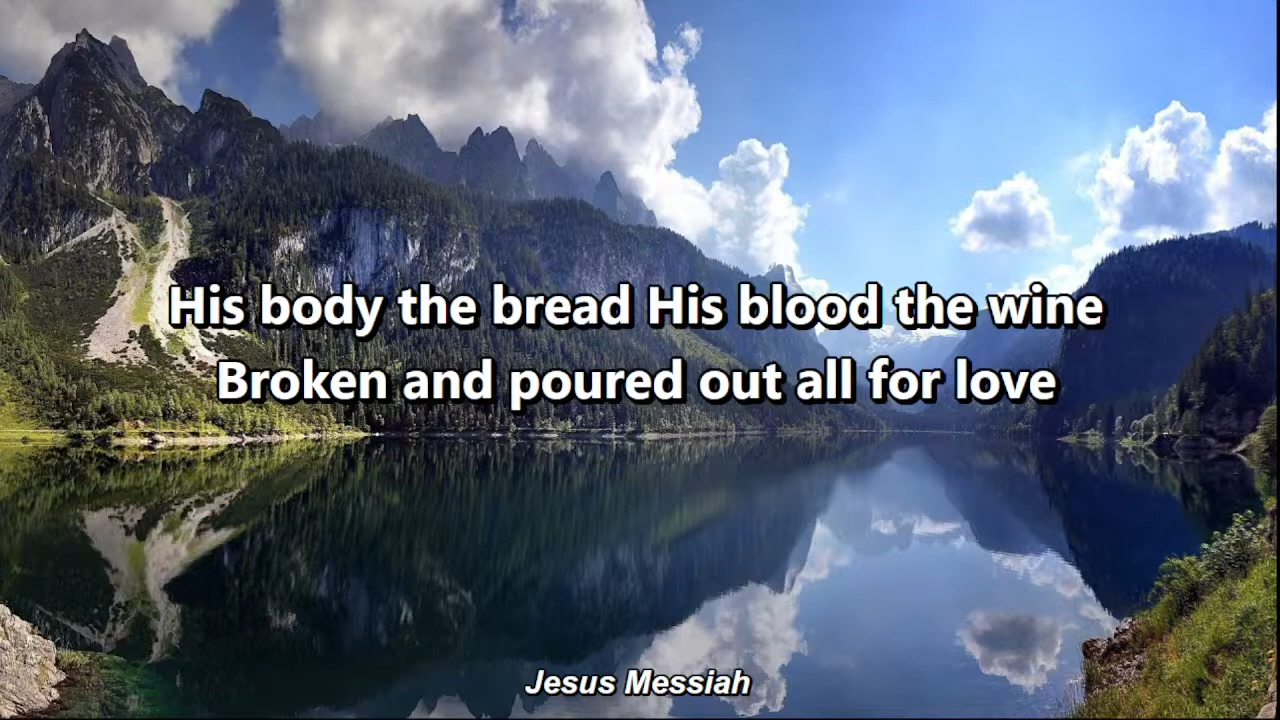 His body the bread His blood the wine
Broken and poured out all for love
Jesus Messiah